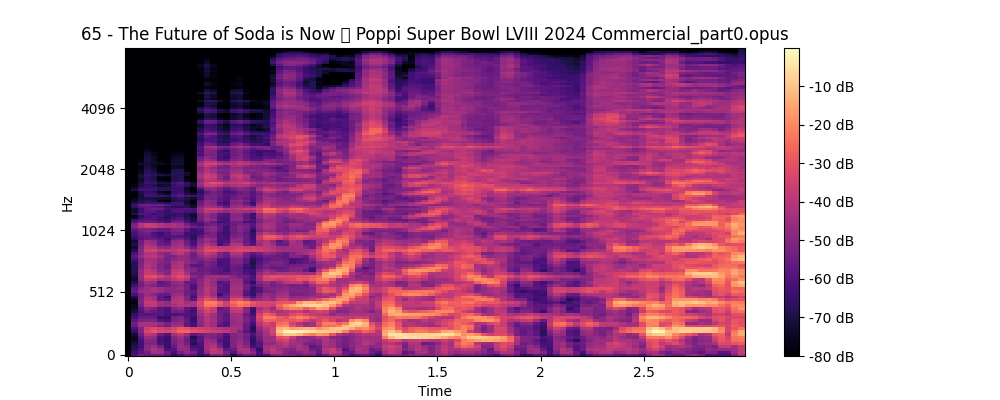 65 - The Future of Soda is Now ▯ Poppi Super Bowl LVIII 2024 Commercial_part0.opus
4096
2048
1024
512
0
Hz
0 0.5 1 1.5 2 2.5
Time
-10 dB
-20 dB
-30 dB
-40 dB
-50 dB
-60 dB
-70 dB
-80 dB